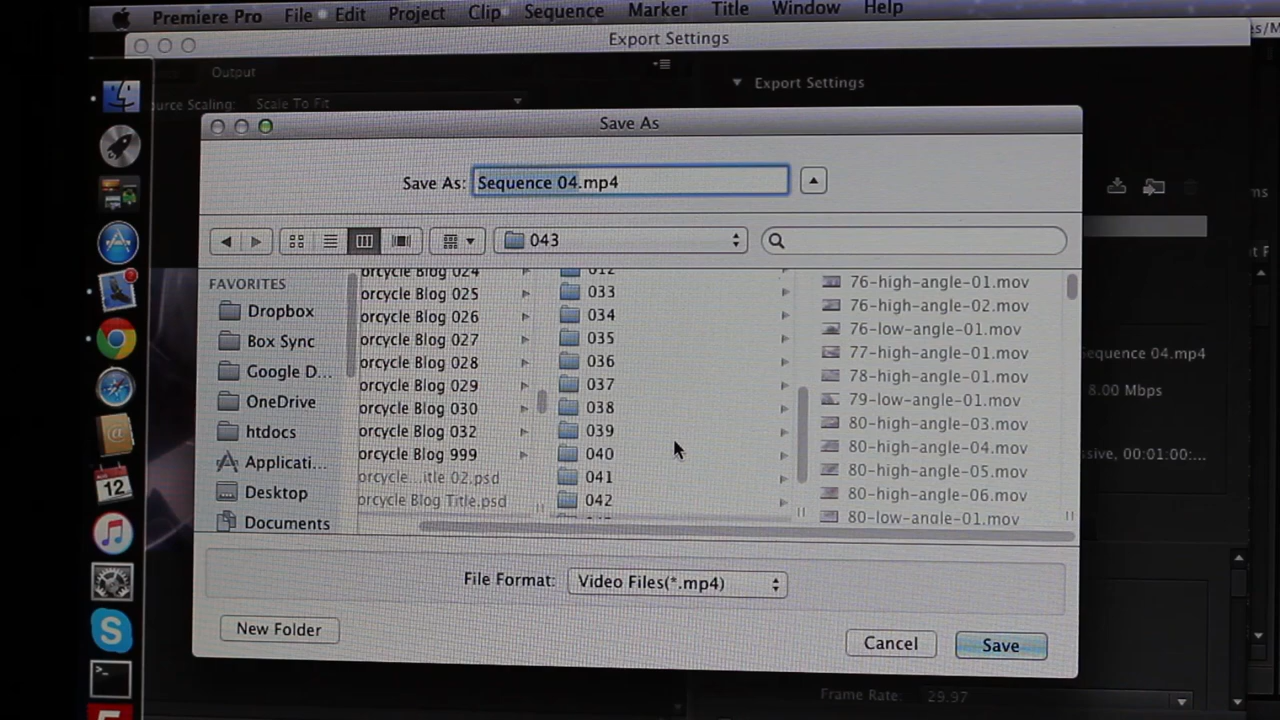 Premiere Pro File Edit Project Clip Sequence Marker Title Window Help
Export Settings
Output
Export Settings
urce Scaling: Scale To Fit
Save As
Save As: Sequence 04.mp4
043
FAVORITES
Dropbox
Box Sync
Google D...
OneDrive
htdocs
Applicati...
Desktop
Documents
orcycle Blog 024
orcycle Blog 025
orcycle Blog 026
orcycle Blog 027
orcycle Blog 028
orcycle Blog 029
orcycle Blog 030
orcycle Blog 032
orcycle Blog 999
orcycle...itle 02.psd
orcycle Blog Title.psd
033
034
035
036
037
038
039
040
041
042
76-high-angle-01.mov
76-high-angle-02.mov
76-low-angle-01.mov
77-high-angle-01.mov
78-high-angle-01.mov
79-low-angle-01.mov
80-high-angle-03.mov
80-high-angle-04.mov
80-high-angle-05.mov
80-high-angle-06.mov
80-low-angle-01.mov
equence 04.mp4
8.00 Mbps
sive, 00:01:00:...
12
File Format: Video Files(*.mp4)
New Folder
Cancel
Save
Frame Rate: 29.97